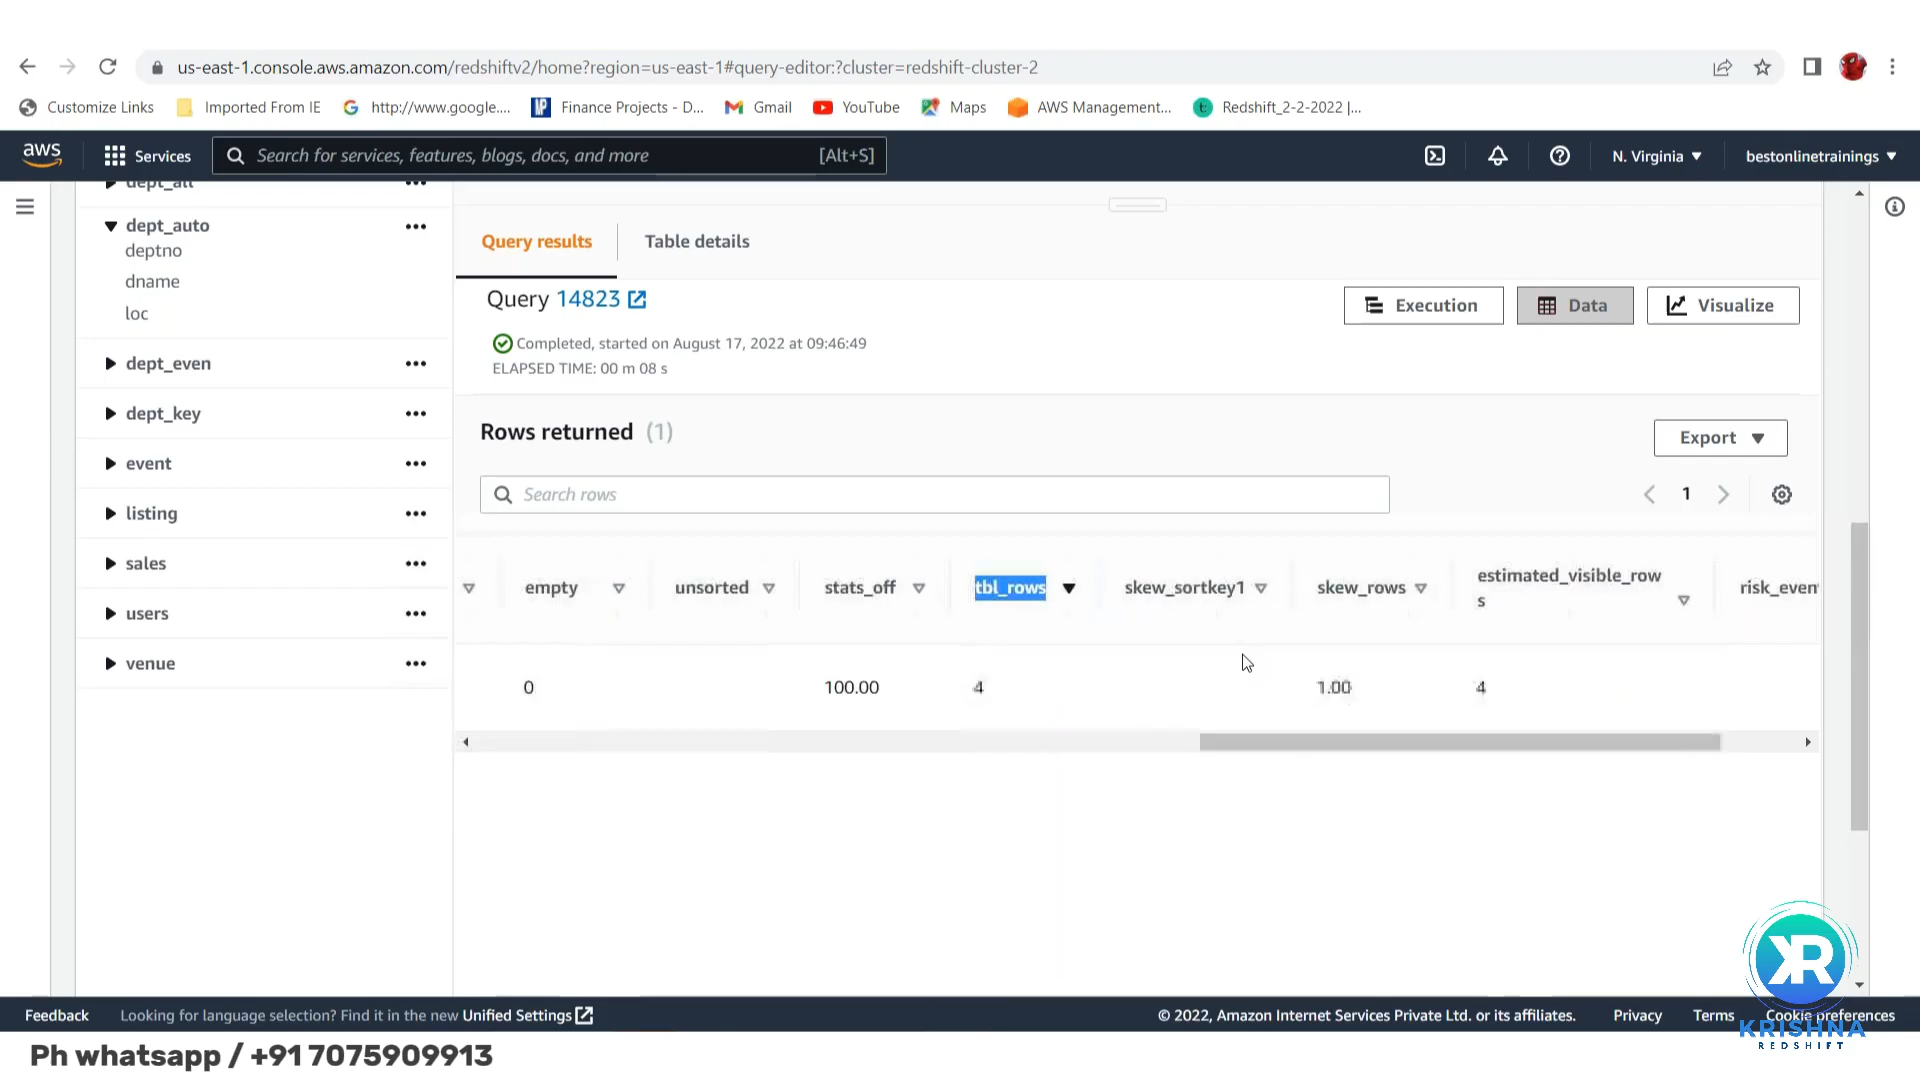 us-east-1.console.aws.amazon.com/redshiftv2/home?region=us-east-1#query-editor:?cluster=redshift-cluster-2
Customize Links
Imported From IE
http://www.google....
Finance Projects - D...
Gmail
YouTube
Maps
AWS Management...
Redshift_2-2-2022 |...
aws
Services
Search for services, features, blogs, docs, and more
[Alt+S]
N. Virginia
bestonlinetrainings
dept_all
dept_auto
deptno
dname
loc
dept_even
dept_key
event
listing
sales
users
venue
Query results
Table details
Query 14823
Completed, started on August 17, 2022 at 09:46:49
ELAPSED TIME: 00 m 08 s
Execution
Data
Visualize
Rows returned (1)
Export
Search rows
1
empty
unsorted
stats_off
tbl_rows
skew_sortkey1
skew_rows
estimated_visible_row
s
risk_even
0
100.00
4
1.00
4
KR
KRISHNA
REDSHIFT
Feedback
Looking for language selection? Find it in the new Unified Settings
© 2022, Amazon Internet Services Private Ltd. or its affiliates.
Privacy
Terms
Cookie preferences
Ph whatsapp / +91 7075909913